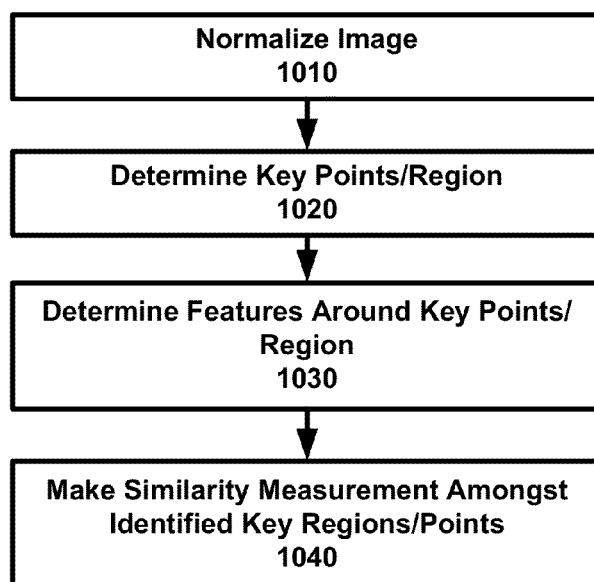 Normalize Image
1010
Determine Key Points/Region
1020
Determine Features Around Key Points/
Region
1030
Make Similarity Measurement Amongst
Identified Key Regions/Points
1040